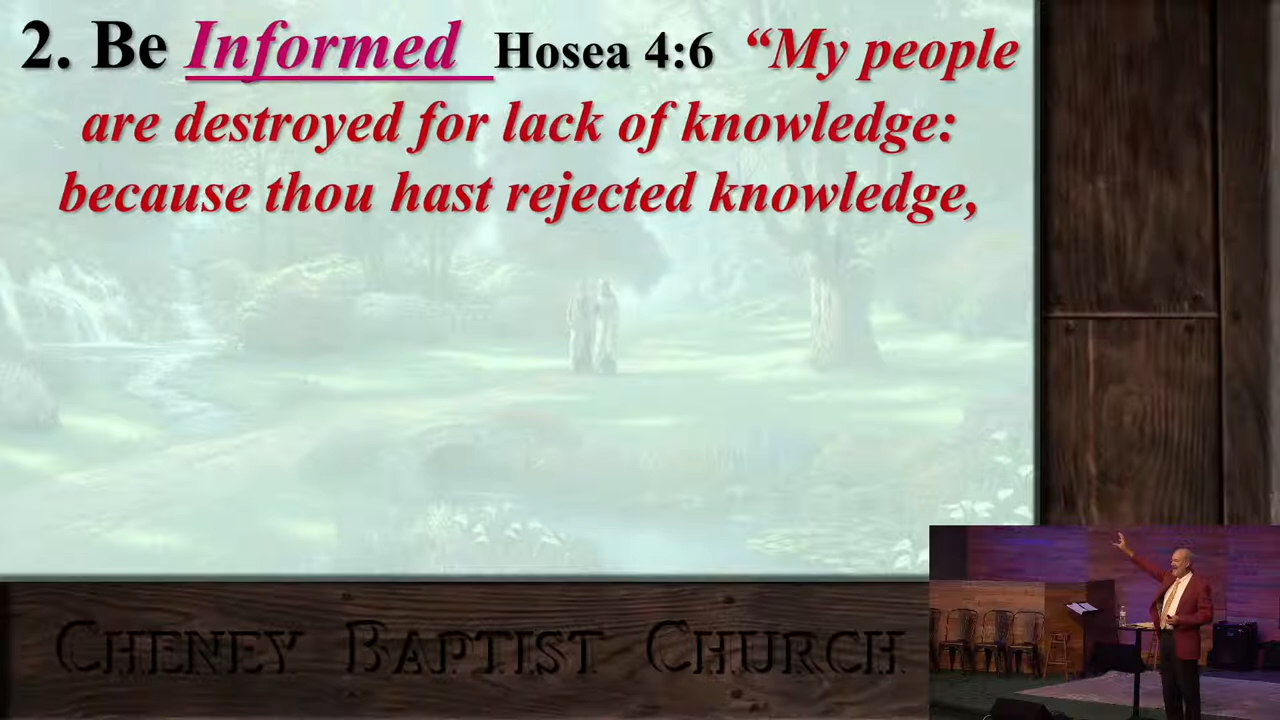 2. Be Informed Hosea 4:6 “My people
are destroyed for lack of knowledge:
because thou hast rejected knowledge,
CHENEY BAPTIST CHURCH